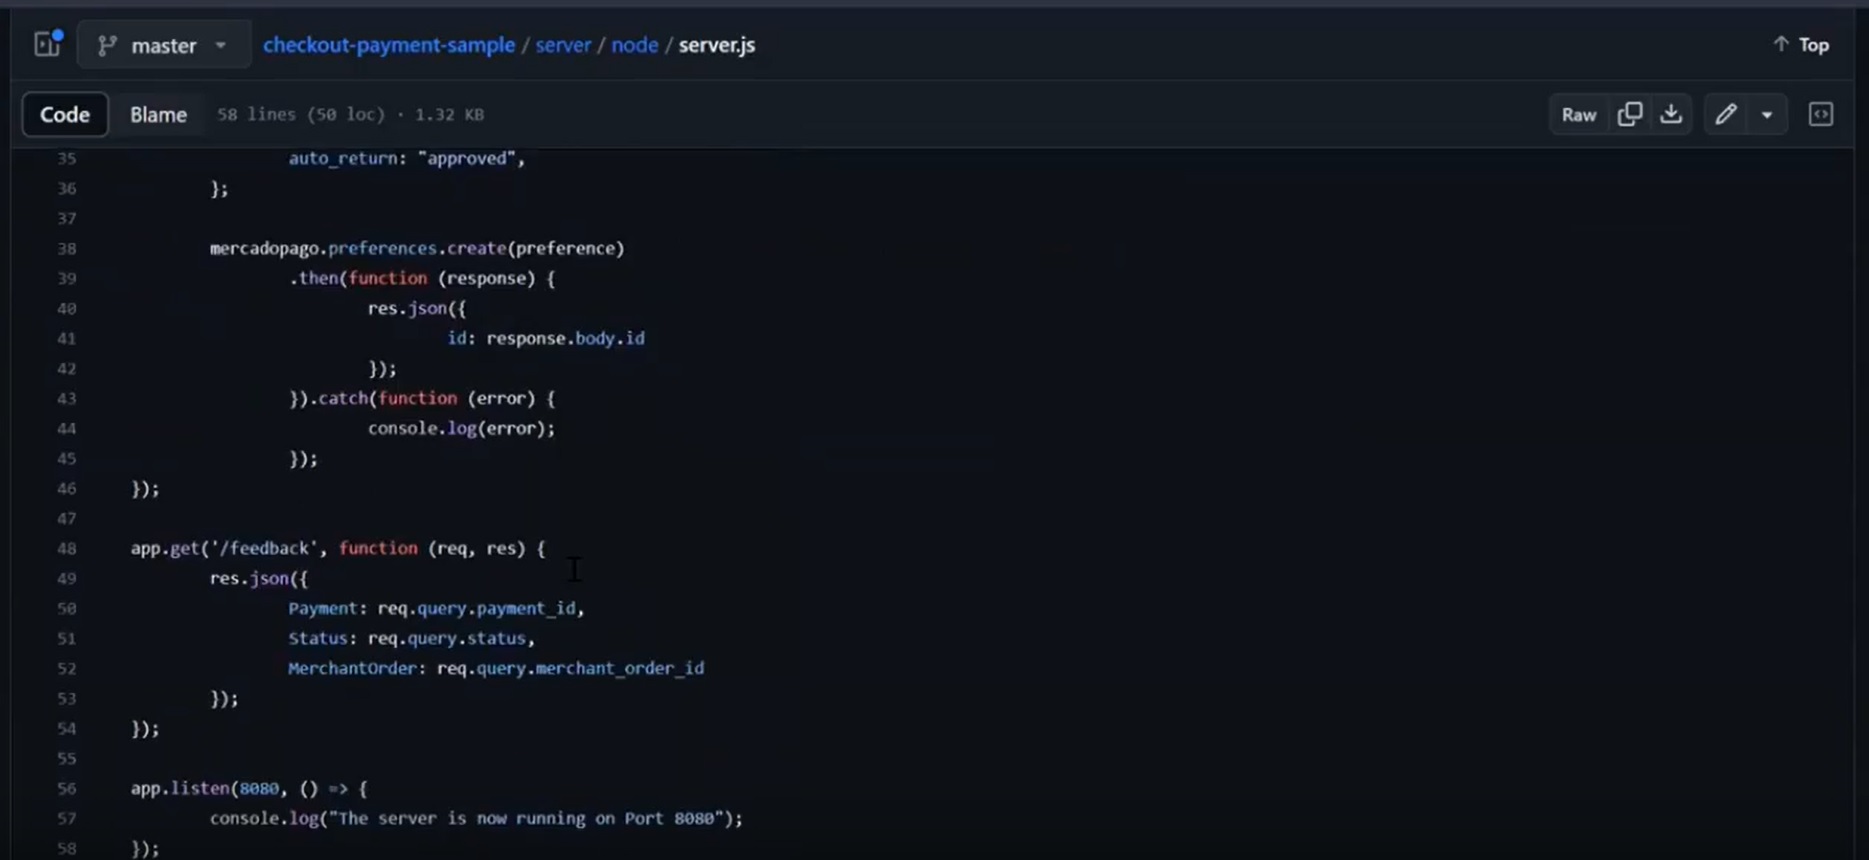 master checkout-payment-sample / server / node / server.js Top
Code Blame 58 lines (50 loc) · 1.32 KB Raw
35 auto_return: "approved",
36 };
37
38 mercadopago.preferences.create(preference)
39 .then(function (response) {
40 res.json({
41 id: response.body.id
42 });
43 }).catch(function (error) {
44 console.log(error);
45 });
46 });
47
48 app.get('/feedback', function (req, res) {
49 res.json({
50 Payment: req.query.payment_id,
51 Status: req.query.status,
52 MerchantOrder: req.query.merchant_order_id
53 });
54 });
55
56 app.listen(8080, () => {
57 console.log("The server is now running on Port 8080");
58 });